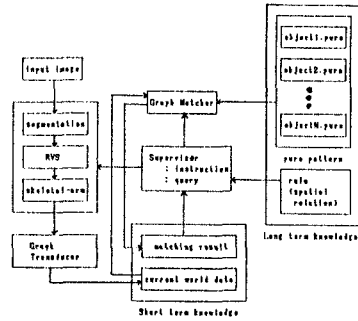 input image
segmentation
RVS
skeletal-
Graph
Transducer
Graph Matcher
Supervisor
: instruction
query
matching result
current world data
Short term knowledge
object1.pure
object2.pure
objectN.pure
pure pattern
rule
(spatial
relation)
Long term knowledge